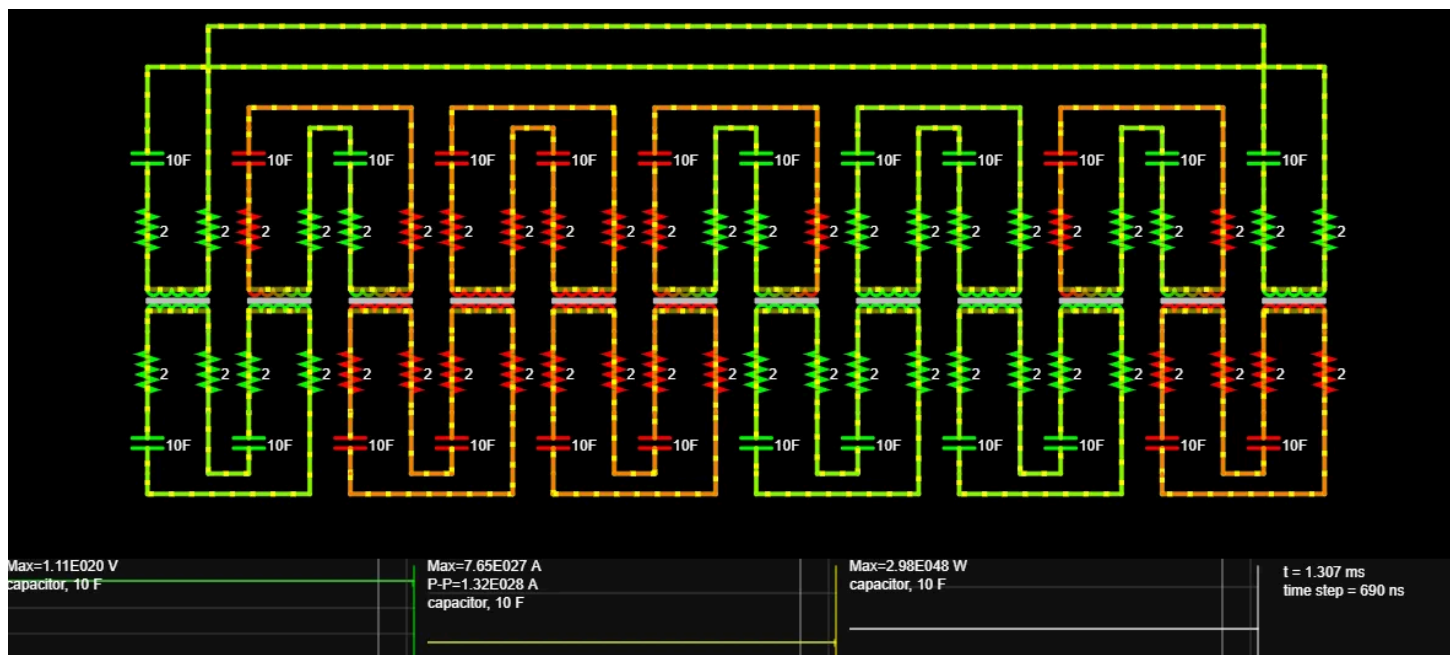 10F 10F 10F 10F 10F 10F 10F 10F 10F 10F 10F 10F
2 2 2 2 2 2 2 2 2 2 2 2 2 2 2 2 2 2 2 2 2 2 2 2
2 2 2 2 2 2 2 2 2 2 2 2 2 2 2 2 2 2 2 2 2 2 2 2
10F 10F 10F 10F 10F 10F 10F 10F 10F 10F 10F 10F
Max=1.11E020 V
capacitor, 10 F
Max=7.65E027 A
P-P=1.32E028 A
capacitor, 10 F
Max=2.98E048 W
capacitor, 10 F
t = 1.307 ms
time step = 690 ns